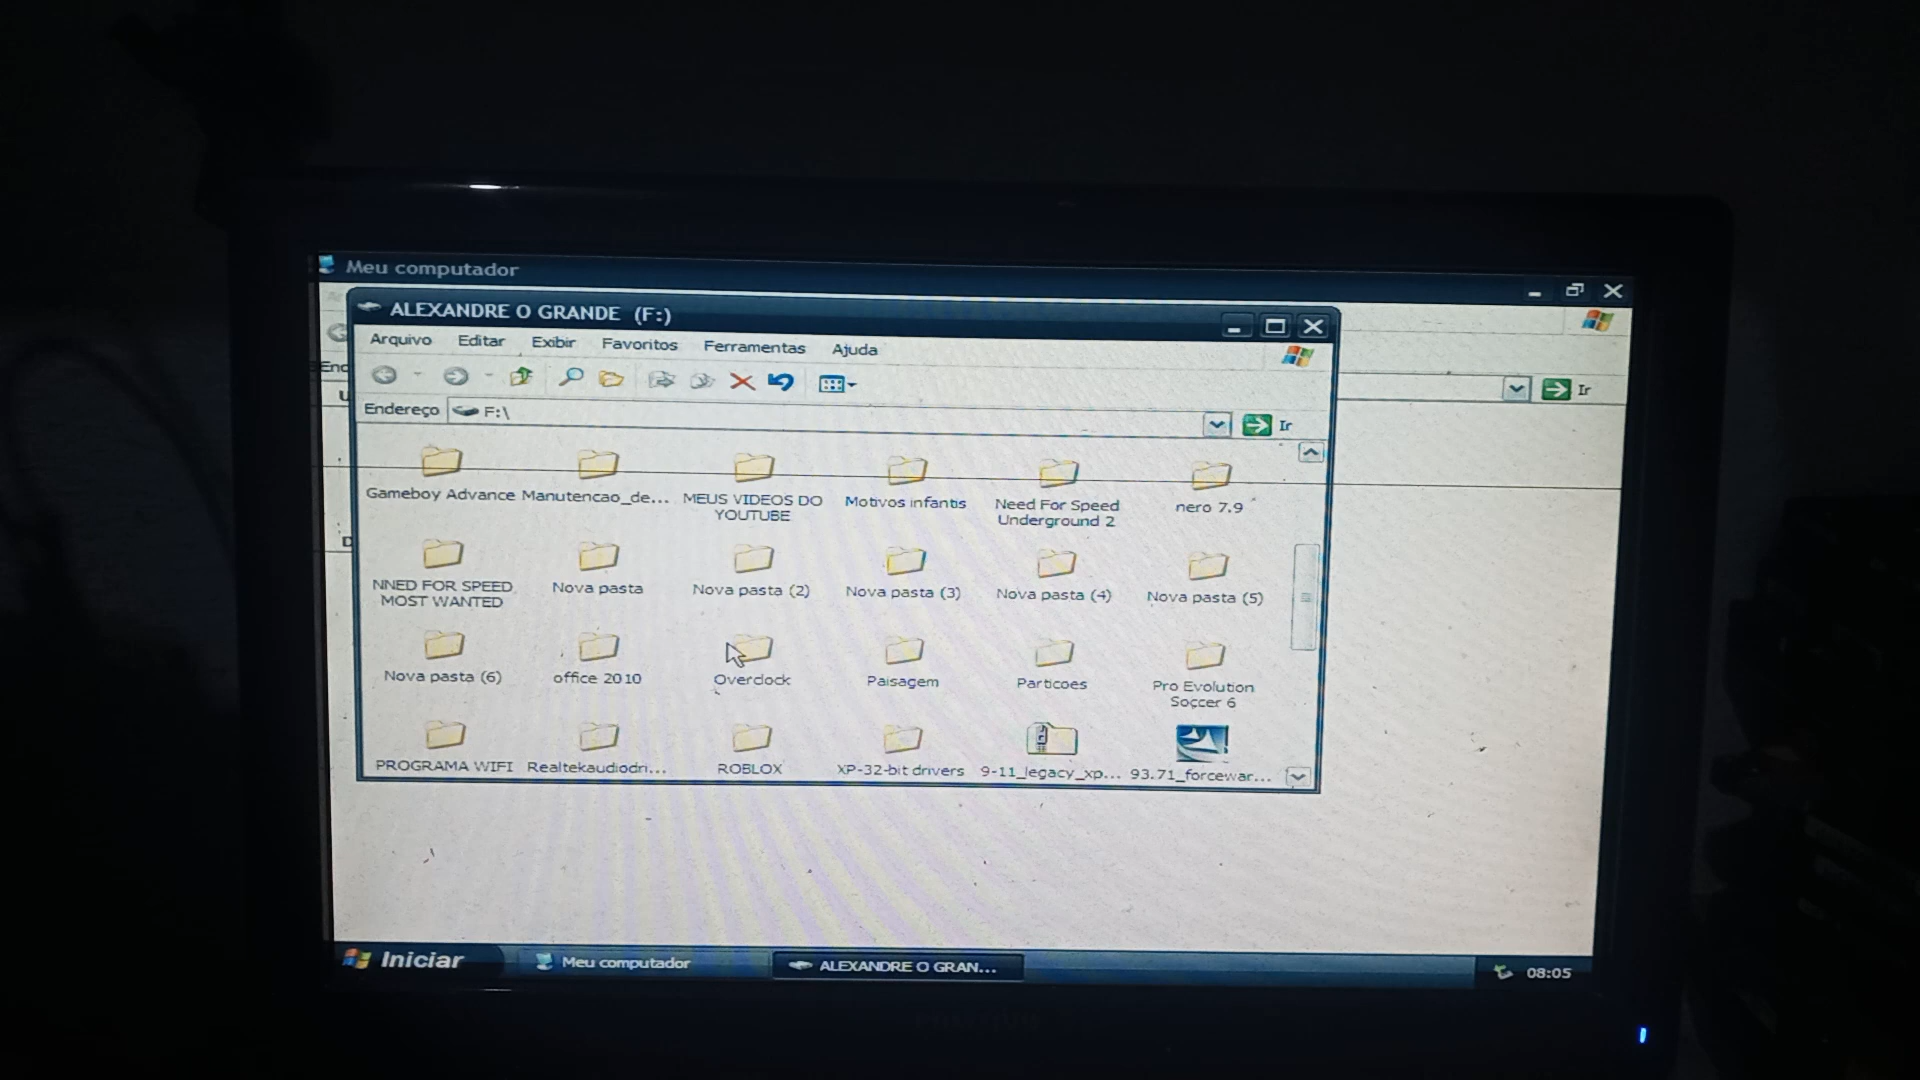 Meu computador
ALEXANDRE O GRANDE (F:)
Arquivo Editar Exibir Favoritos Ferramentas Ajuda
Endereço F:\ Ir
Ir
Gameboy Advance Manutencao_de... MEUS VIDEOS DO YOUTUBE Motivos infantis Need For Speed Underground 2 nero 7.9
NNED FOR SPEED MOST WANTED Nova pasta Nova pasta (2) Nova pasta (3) Nova pasta (4) Nova pasta (5)
Nova pasta (6) office 2010 Overclock Paisagem Particoes Pro Evolution Soccer 6
PROGRAMA WIFI Realtekaudiodri... ROBLOX XP-32-bit drivers 9-11_legacy_xp... 93.71_forcewar...
Iniciar Meu computador ALEXANDRE O GRAN... 08:05